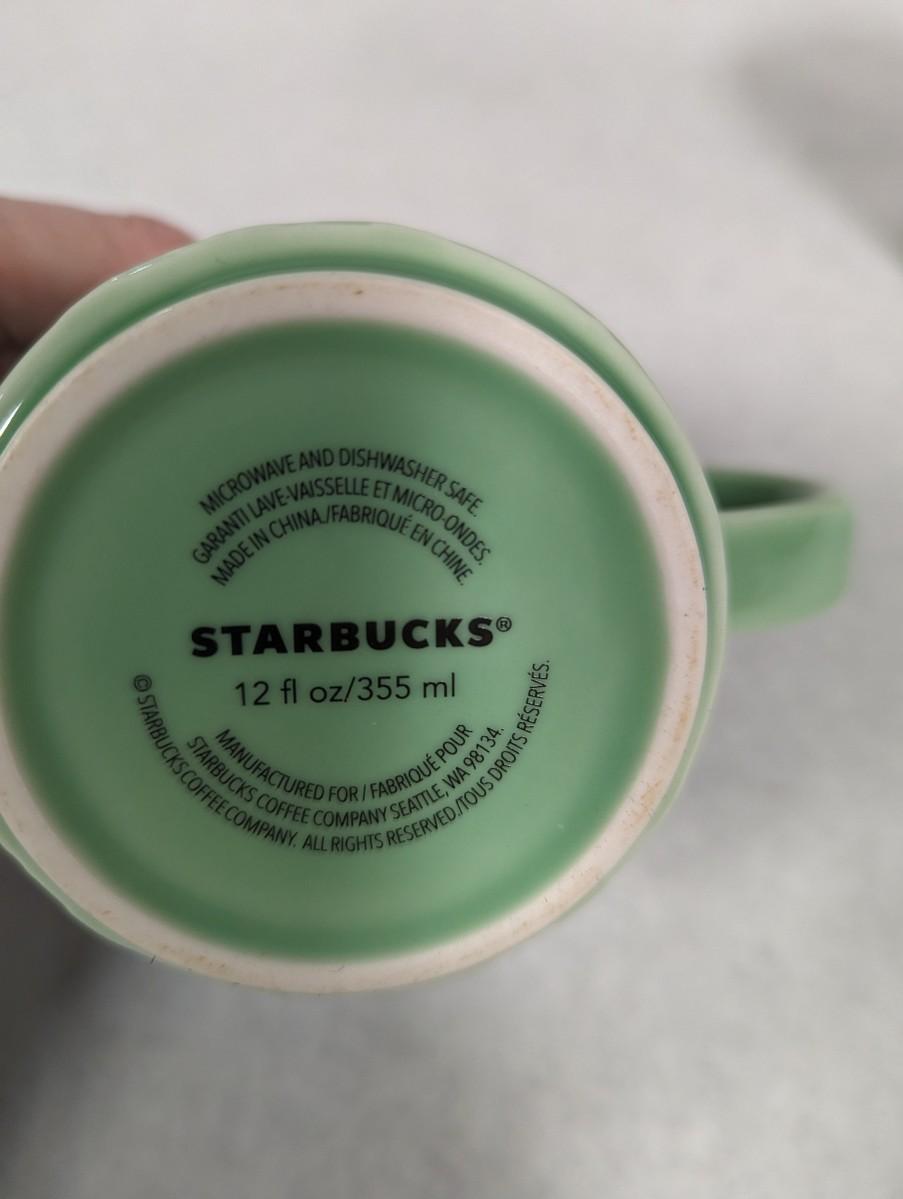 MICROWAVE AND DISHWASHER SAFE.
GARANTI LAVE-VAISSELLE ET MICRO-ONDES.
MADE IN CHINA./FABRIQUÉ EN CHINE.
STARBUCKS®
12 fl oz/355 ml
MANUFACTURED FOR / FABRIQUÉ POUR
STARBUCKS COFFEE COMPANY SEATTLE, WA 98134.
© STARBUCKS COFFEE COMPANY. ALL RIGHTS RESERVED./TOUS DROITS RÉSERVÉS.